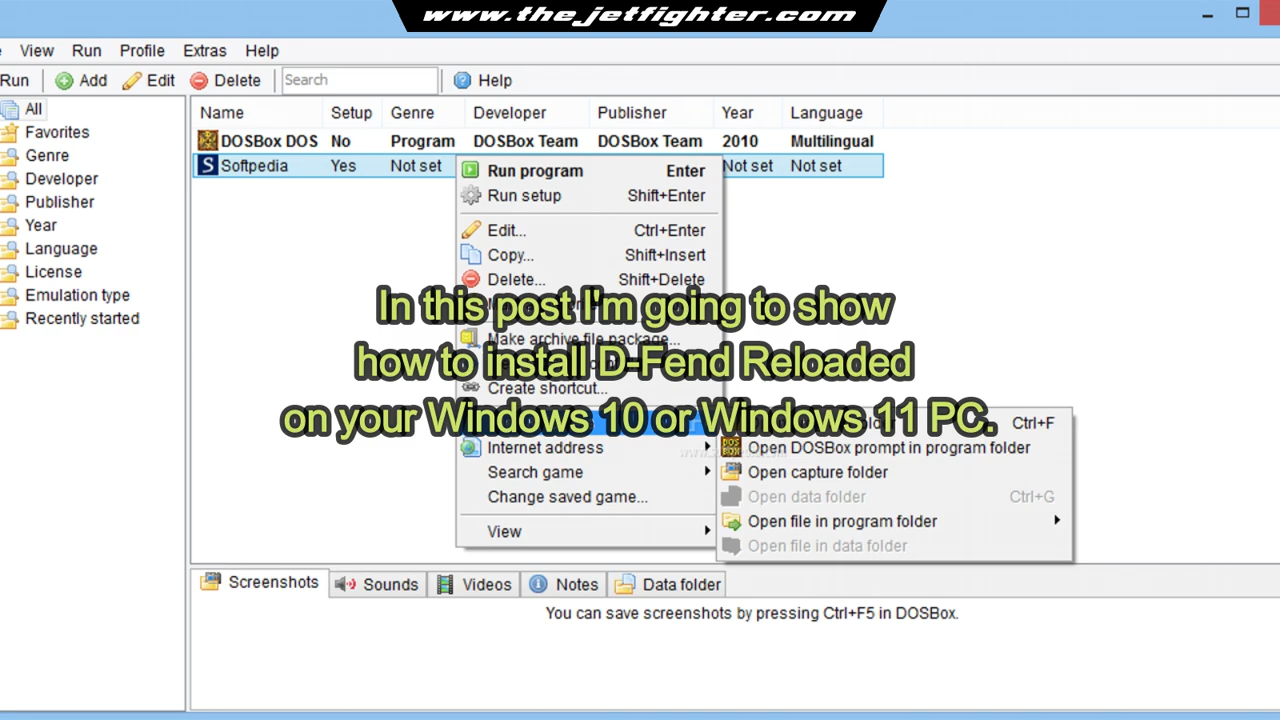 www.thejetfighter.com
View Run Profile Extras Help
Run Add Edit Delete Search Help
All
Favorites
Genre
Developer
Publisher
Year
Language
License
Emulation type
Recently started
Name Setup Genre Developer Publisher Year Language
DOSBox DOS No Program DOSBox Team DOSBox Team 2010 Multilingual
Softpedia Yes Not set Not set Not set
Run program Enter
Run setup Shift+Enter
Edit... Ctrl+Enter
Copy... Shift+Insert
Delete... Shift+Delete
In this post I'm going to show
Make archive file package...
how to install D-Fend Reloaded
Create shortcut...
on your Windows 10 or Windows 11 PC.
Ctrl+F
Internet address
Search game
Change saved game...
View
Open DOSBox prompt in program folder
Open capture folder
Open data folder Ctrl+G
Open file in program folder
Open file in data folder
Screenshots Sounds Videos Notes Data folder
You can save screenshots by pressing Ctrl+F5 in DOSBox.